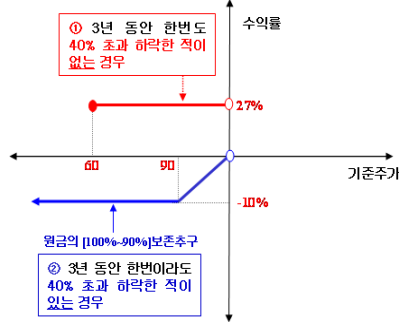 수익률
① 3년 동안 한번도
40% 초과 하락한 적이
없는 경우
27%
60
90
기준주가
-10%
원금의 [100%~90%]보존추구
② 3년 동안 한번이라도
40% 초과 하락한 적이
있는 경우